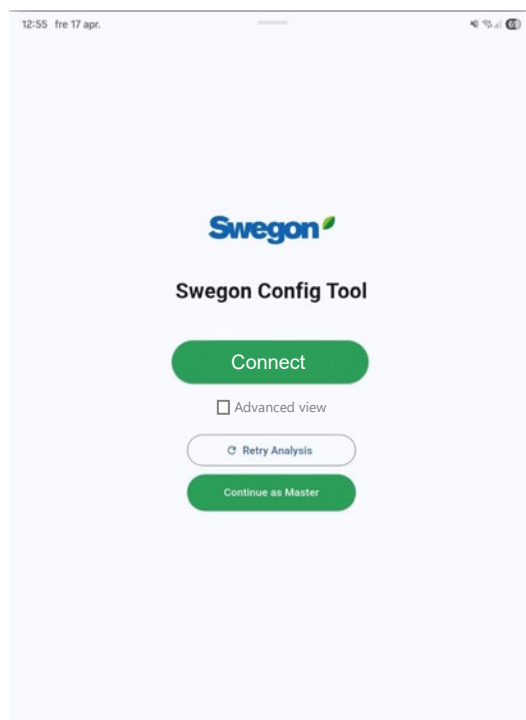 12:55 fre 17 apr.
Swegon
Swegon Config Tool
Connect
Advanced view
Retry Analysis
Continue as Master